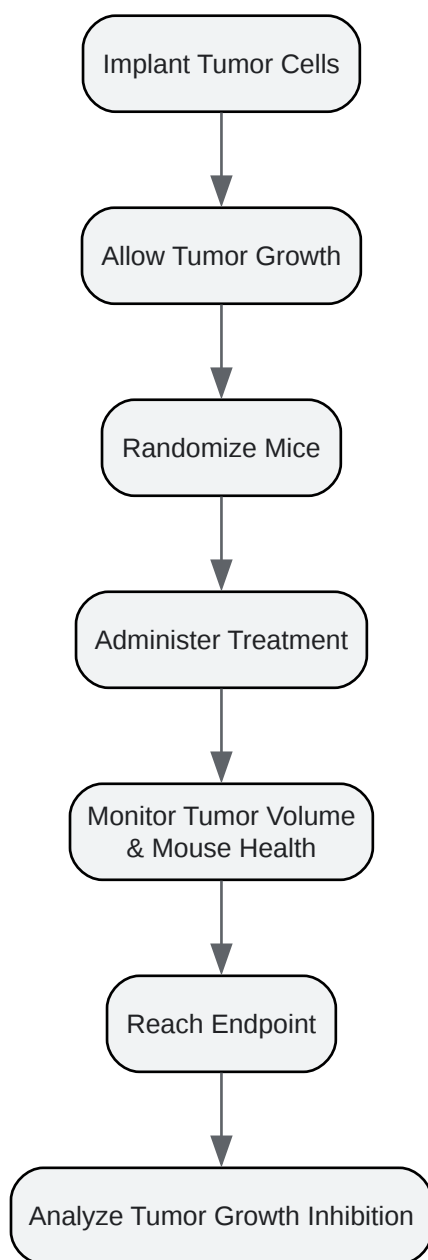 Implant Tumor Cells
Allow Tumor Growth
Randomize Mice
Administer Treatment
Monitor Tumor Volume
& Mouse Health
Reach Endpoint
Analyze Tumor Growth Inhibition